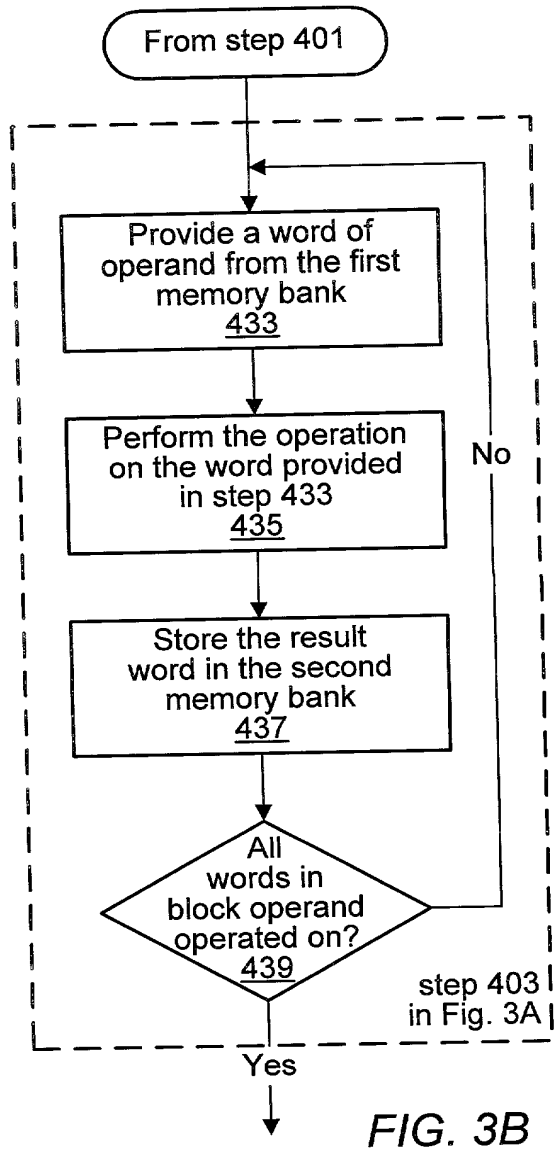 From step 401
Provide a word of
operand from the first
memory bank
433
Perform the operation
on the word provided
in step 433
435
No
Store the result
word in the second
memory bank
437
All
words in
block operand
operated on?
439
step 403
in Fig. 3A
Yes
FIG. 3B